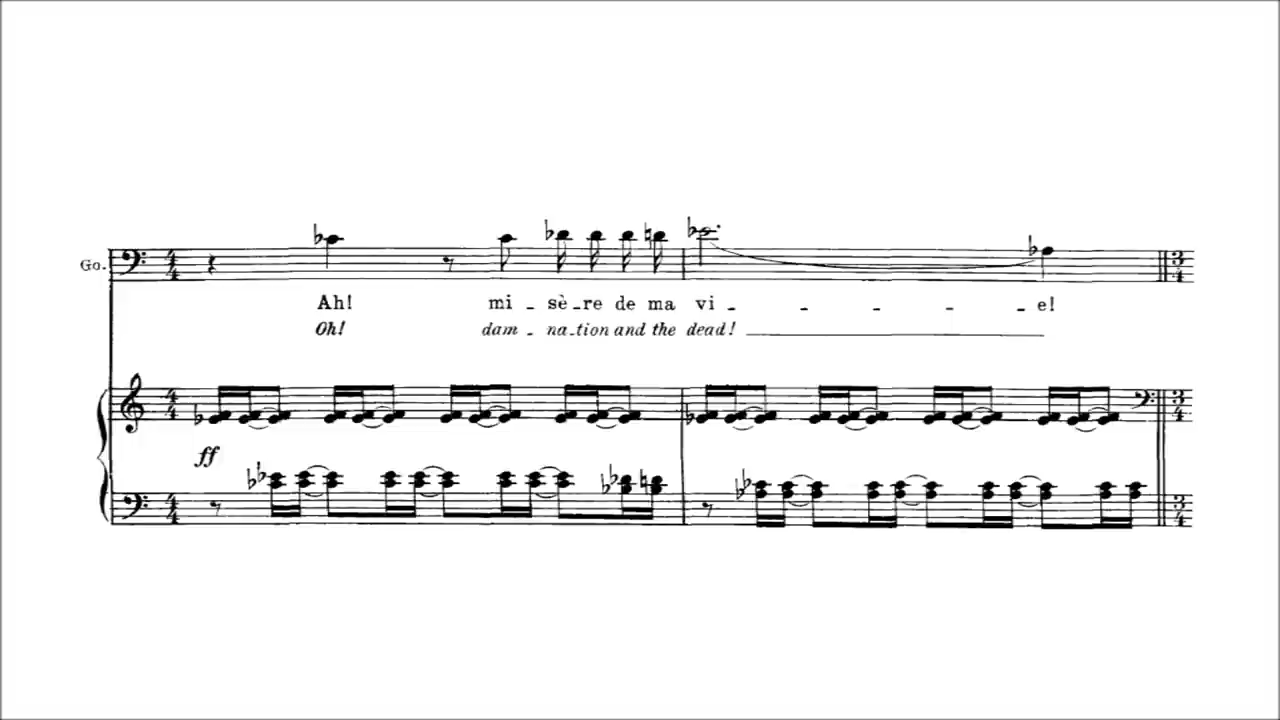 Go.
Ah! mi - sè - re de ma vi - - - - e!
Oh! dam - na - tion and the dead!
ff